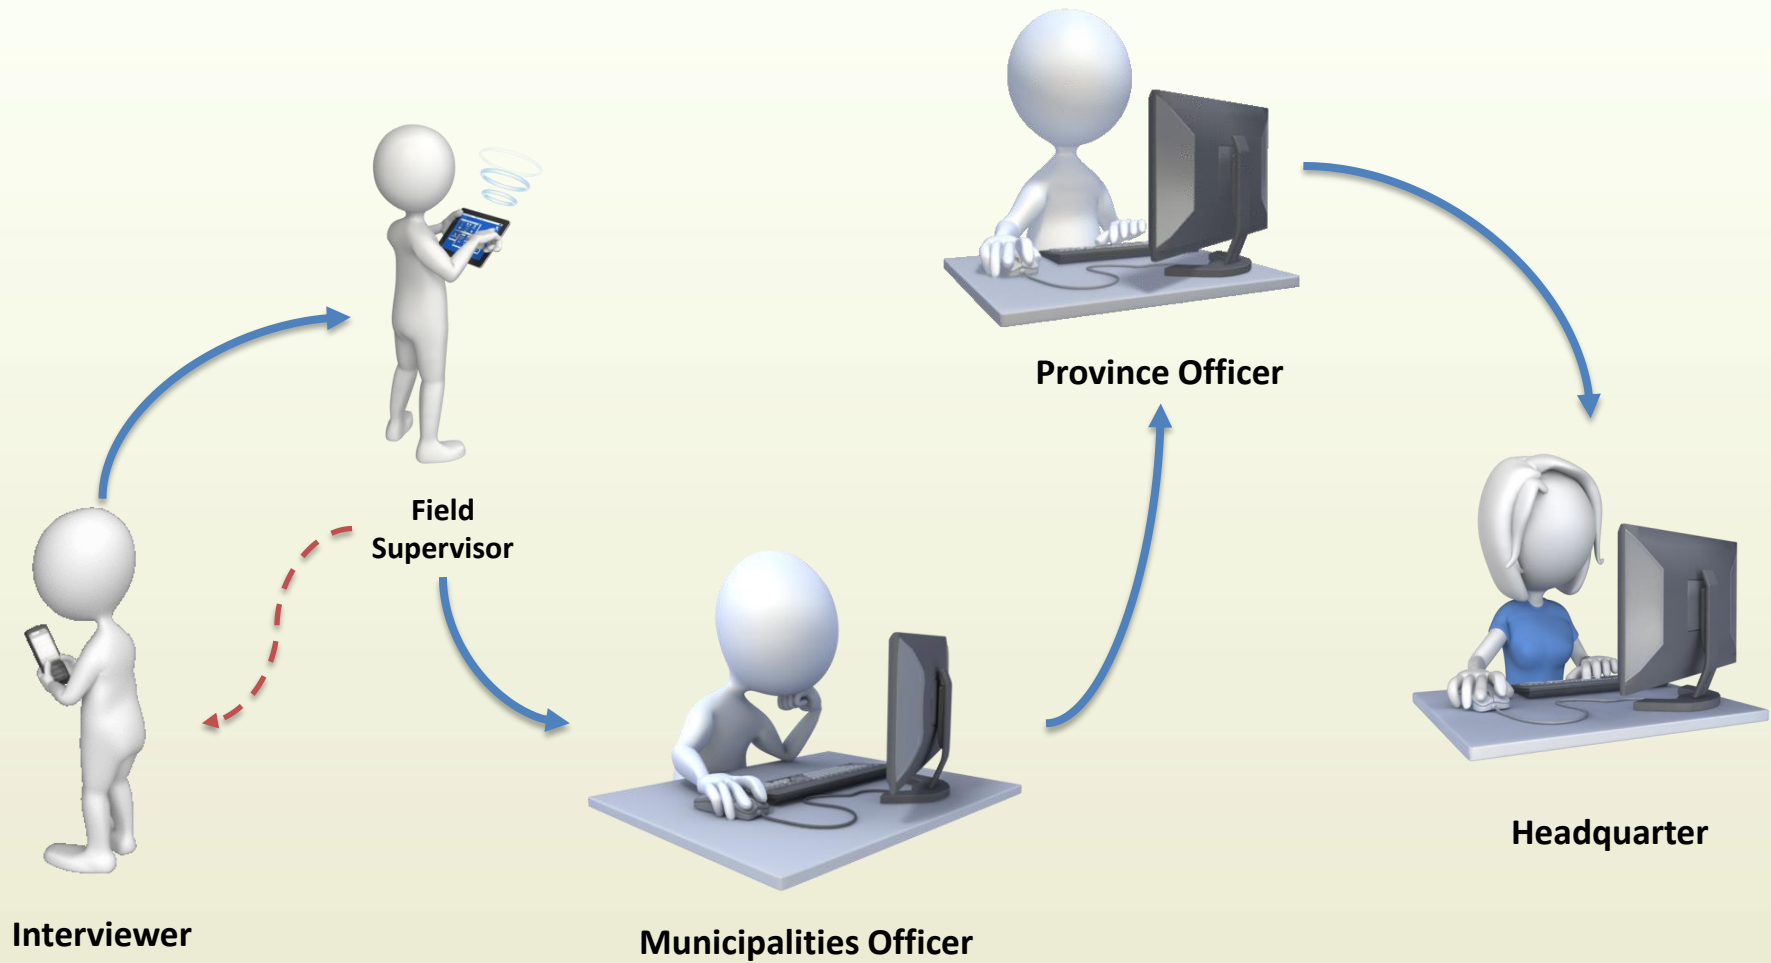 Province Officer
Field
Supervisor
Headquarter
Interviewer
Municipalities Officer